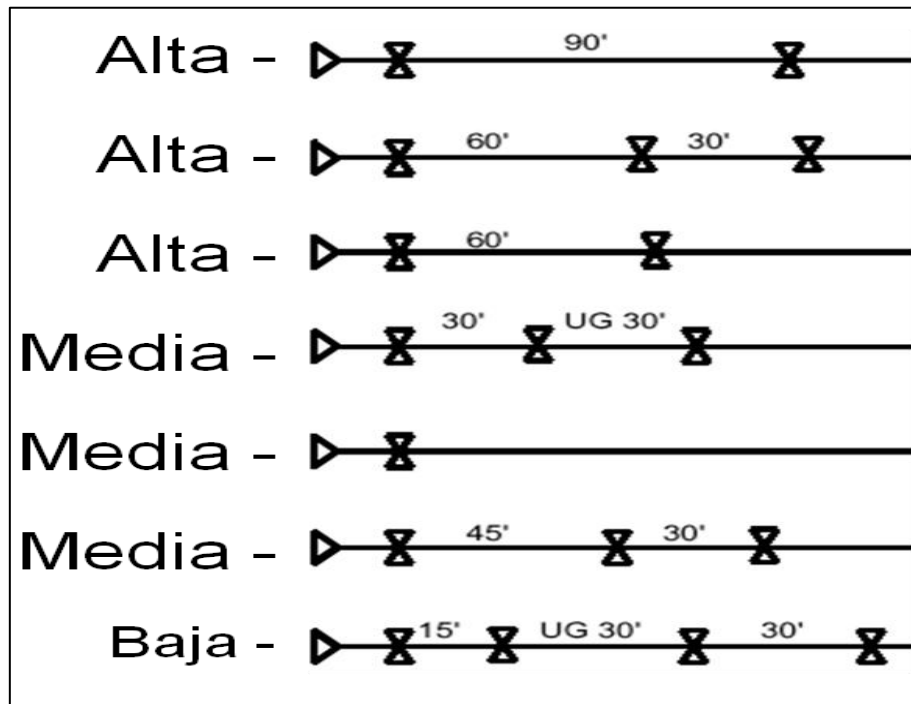 Alta - 90'
Alta - 60' 30'
Alta - 60'
Media - 30' UG 30'
Media -
Media - 45' 30'
Baja - 15' UG 30' 30'